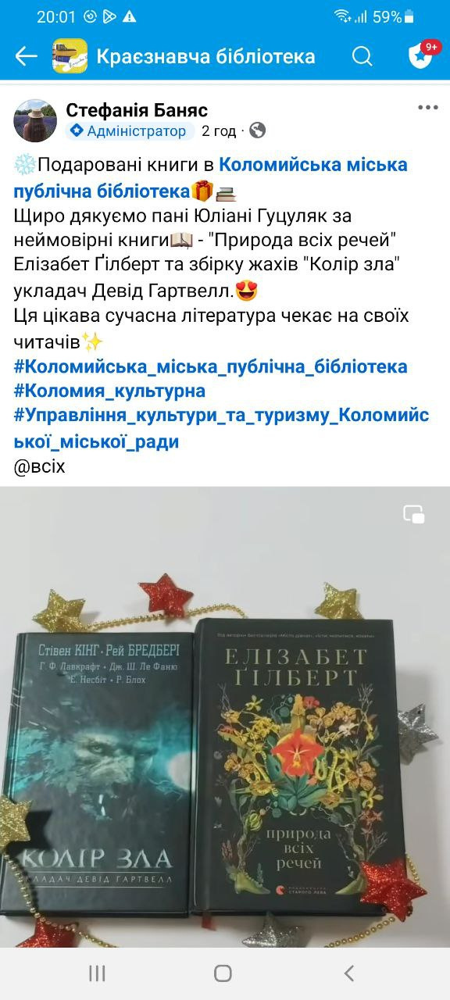 20:01
59%
Краєзнавча бібліотека
9+
Стефанія Баняс
Адміністратор 2 год ·
Подаровані книги в Коломийська міська
публічна бібліотека
Щиро дякуємо пані Юліані Гуцуляк за
неймовірні книги - "Природа всіх речей"
Елізабет Ґілберт та збірку жахів "Колір зла"
укладач Девід Гартвелл.
Ця цікава сучасна література чекає на своїх
читачів
#Коломийська_міська_публічна_бібліотека
#Коломия_культурна
#Управління_культури_та_туризму_Коломийс
ької_міської_ради
@всіх
Стівен КІНГ • Рей БРЕДБЕРІ
Г. Ф. Лавкрафт • Дж. Ш. Ле Фаню
Е. Несбіт • Р. Блох
КОЛІР ЗЛА
УКЛАДАЧ ДЕВІД ГАРТВЕЛЛ
Від авторки бестселерів «Місто дівчат», «Їсти, молитися, кохати»
ЕЛІЗАБЕТ
ҐІЛБЕРТ
природа
всіх
речей
ВИДАВНИЦТВО
СТАРОГО ЛЕВА